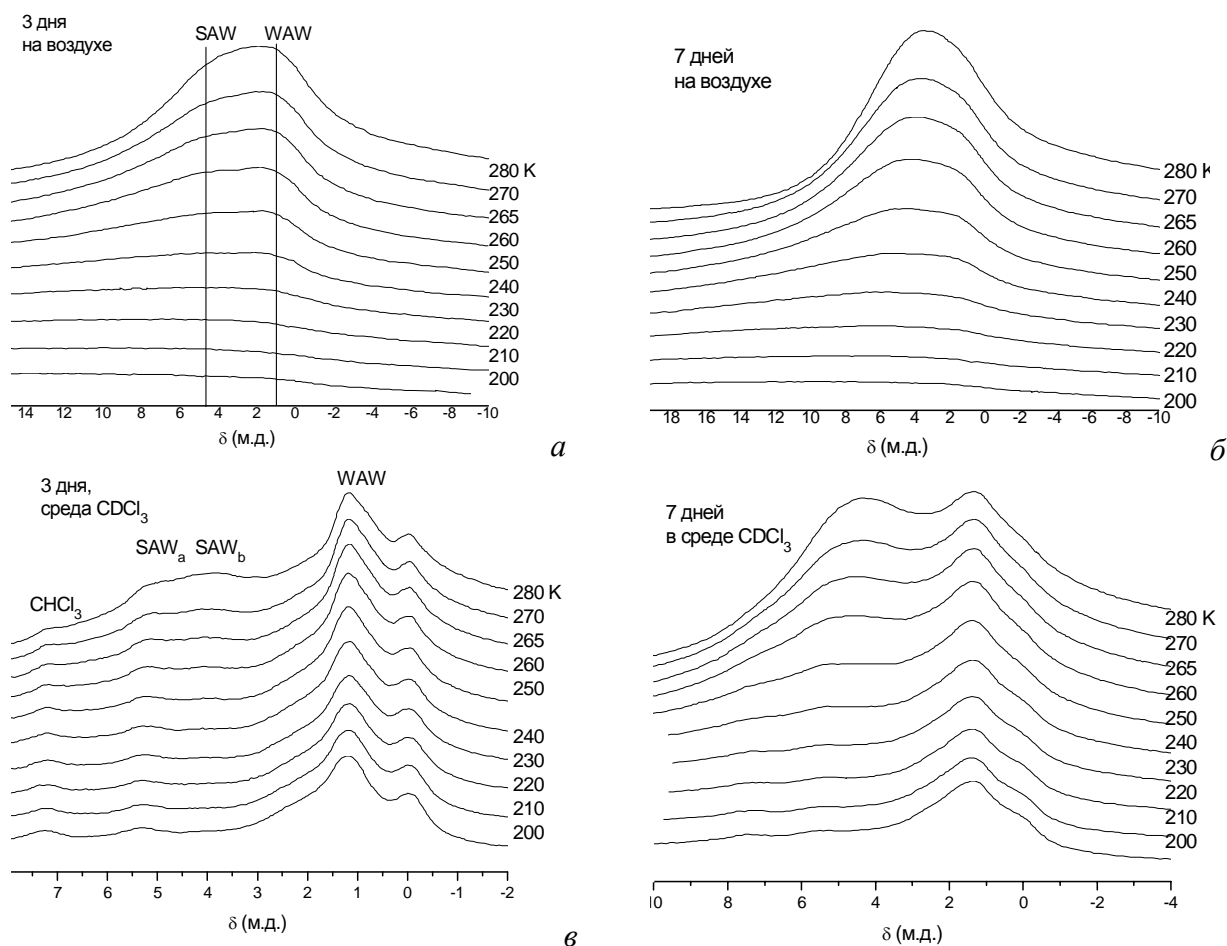 3 дня
на воздухе
SAW WAW
280 K
270
265
260
250
240
230
220
210
200
14 12 10 8 6 4 2 0 -2 -4 -6 -8 -10
δ (м.д.)
а
7 дней
на воздухе
280 K
270
265
260
250
240
230
220
210
200
18 16 14 12 10 8 6 4 2 0 -2 -4 -6 -8 -10
δ (м.д.)
б
3 дня,
среда CDCl3
WAW
SAWa SAWb
CHCl3
280 K
270
265
260
250
240
230
220
210
200
7 6 5 4 3 2 1 0 -1 -2
δ (м.д.)
в
7 дней
в среде CDCl3
280 K
270
265
260
250
240
230
220
210
200
10 8 6 4 2 0 -2 -4
δ (м.д.)